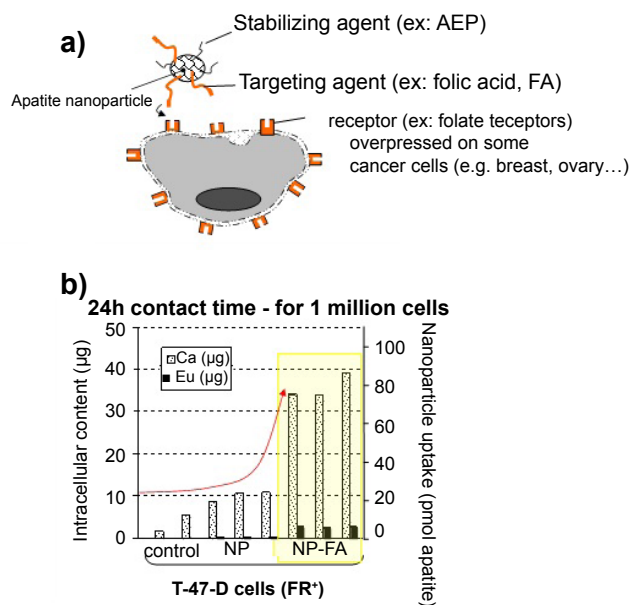 a)
Stabilizing agent (ex: AEP)
Targeting agent (ex: folic acid, FA)
Apatite nanoparticle
receptor (ex: folate teceptors)
overpressed on some
cancer cells (e.g. breast, ovary…)
b)
24h contact time - for 1 million cells
Intracellular content (µg)
50
40
30
20
10
0
Ca (µg)
Eu (µg)
100
80
60
40
20
0
Nanoparticle uptake (pmol apatite)
control
NP
NP-FA
T-47-D cells (FR⁺)